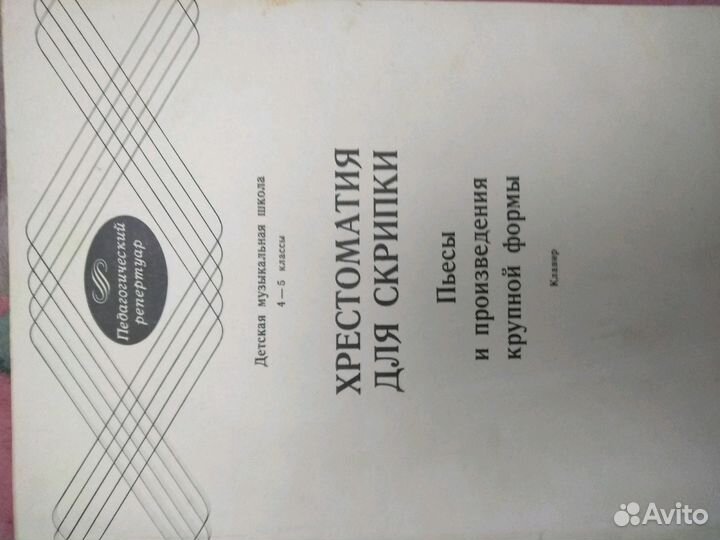 Педагогический
репертуар
Детская музыкальная школа
4—5 классы
ХРЕСТОМАТИЯ
ДЛЯ СКРИПКИ
Пьесы
и произведения
крупной формы
Клавир
Avito